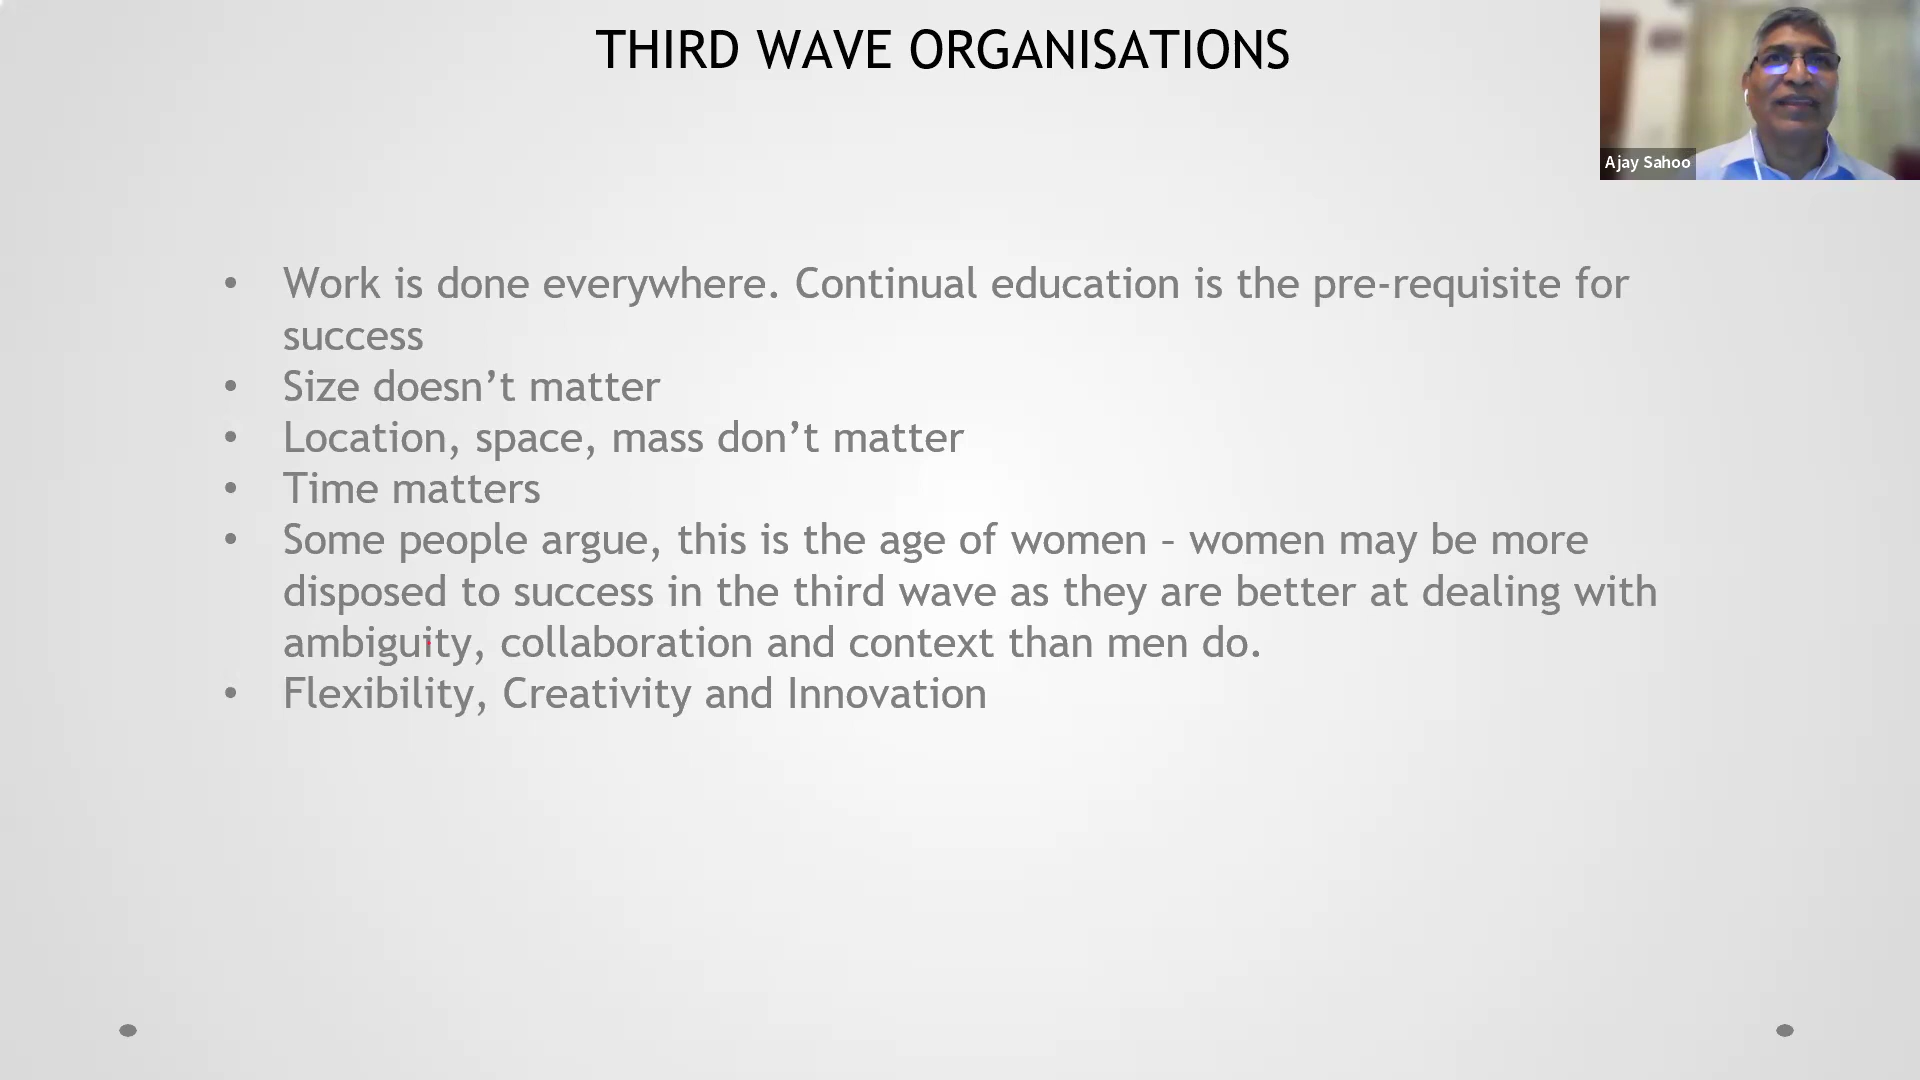 THIRD WAVE ORGANISATIONS
Ajay Sahoo
• Work is done everywhere. Continual education is the pre-requisite for
success
• Size doesn’t matter
• Location, space, mass don’t matter
• Time matters
• Some people argue, this is the age of women – women may be more
disposed to success in the third wave as they are better at dealing with
ambiguity, collaboration and context than men do.
• Flexibility, Creativity and Innovation